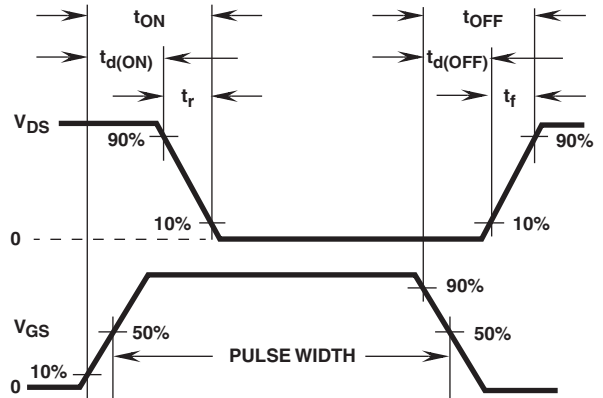 tON tOFF
td(ON) td(OFF)
tr tf
VDS
90% 90%
10% 10%
0
90%
VGS 50% 50%
PULSE WIDTH
10%
0